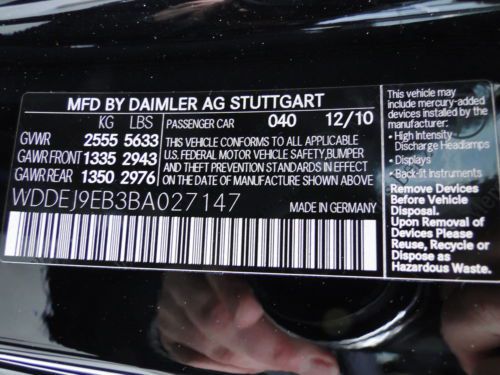 MFD BY DAIMLER AG STUTTGART
KG LBS
GVWR 2555 5633
GAWR FRONT 1335 2943
GAWR REAR 1350 2976
PASSENGER CAR 040 12/10
THIS VEHICLE CONFORMS TO ALL APPLICABLE
U.S. FEDERAL MOTOR VEHICLE SAFETY, BUMPER
AND THEFT PREVENTION STANDARDS IN EFFECT
ON THE DATE OF MANUFACTURE SHOWN ABOVE
WDDEJ9EB3BA027147
MADE IN GERMANY
This vehicle may
include mercury-added
devices installed by the
manufacturer:
• High Intensity
Discharge Headlamps
• Displays
• Back-lit Instruments
Remove Devices
Before Vehicle
Disposal.
Upon Removal of
Devices Please
Reuse, Recycle or
Dispose as
Hazardous Waste.